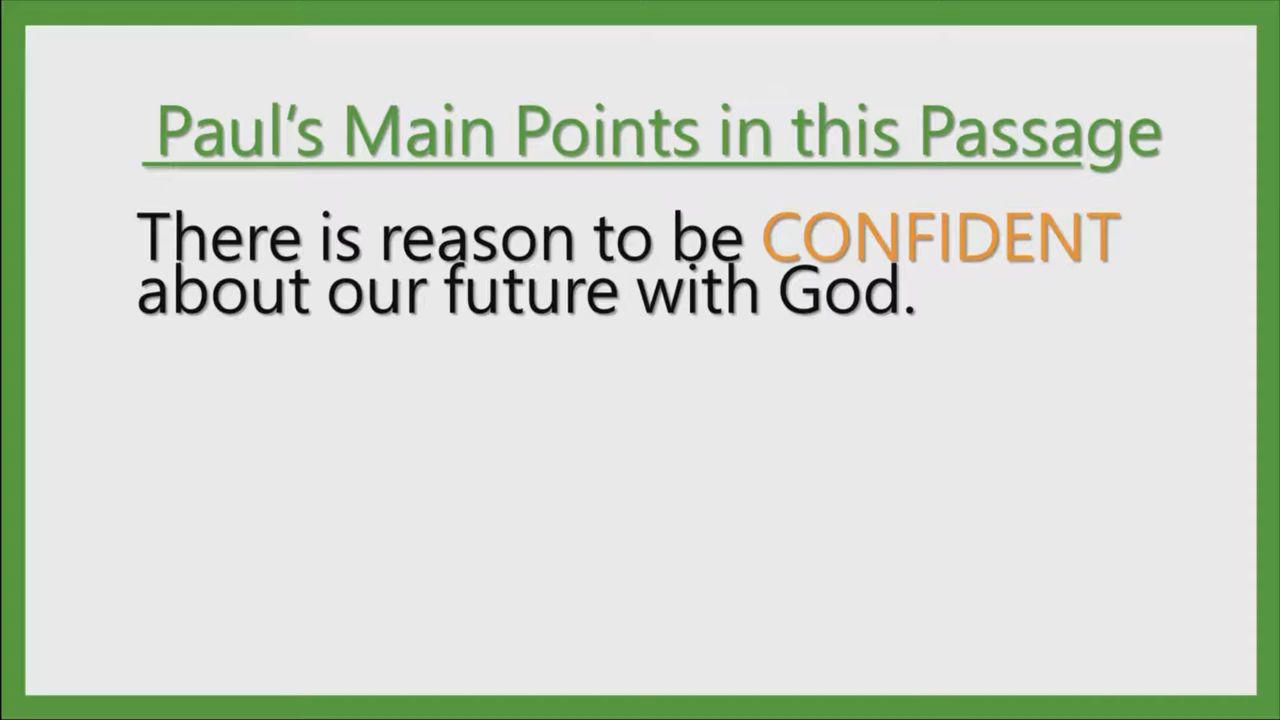 Paul's Main Points in this Passage
There is reason to be CONFIDENT
about our future with God.